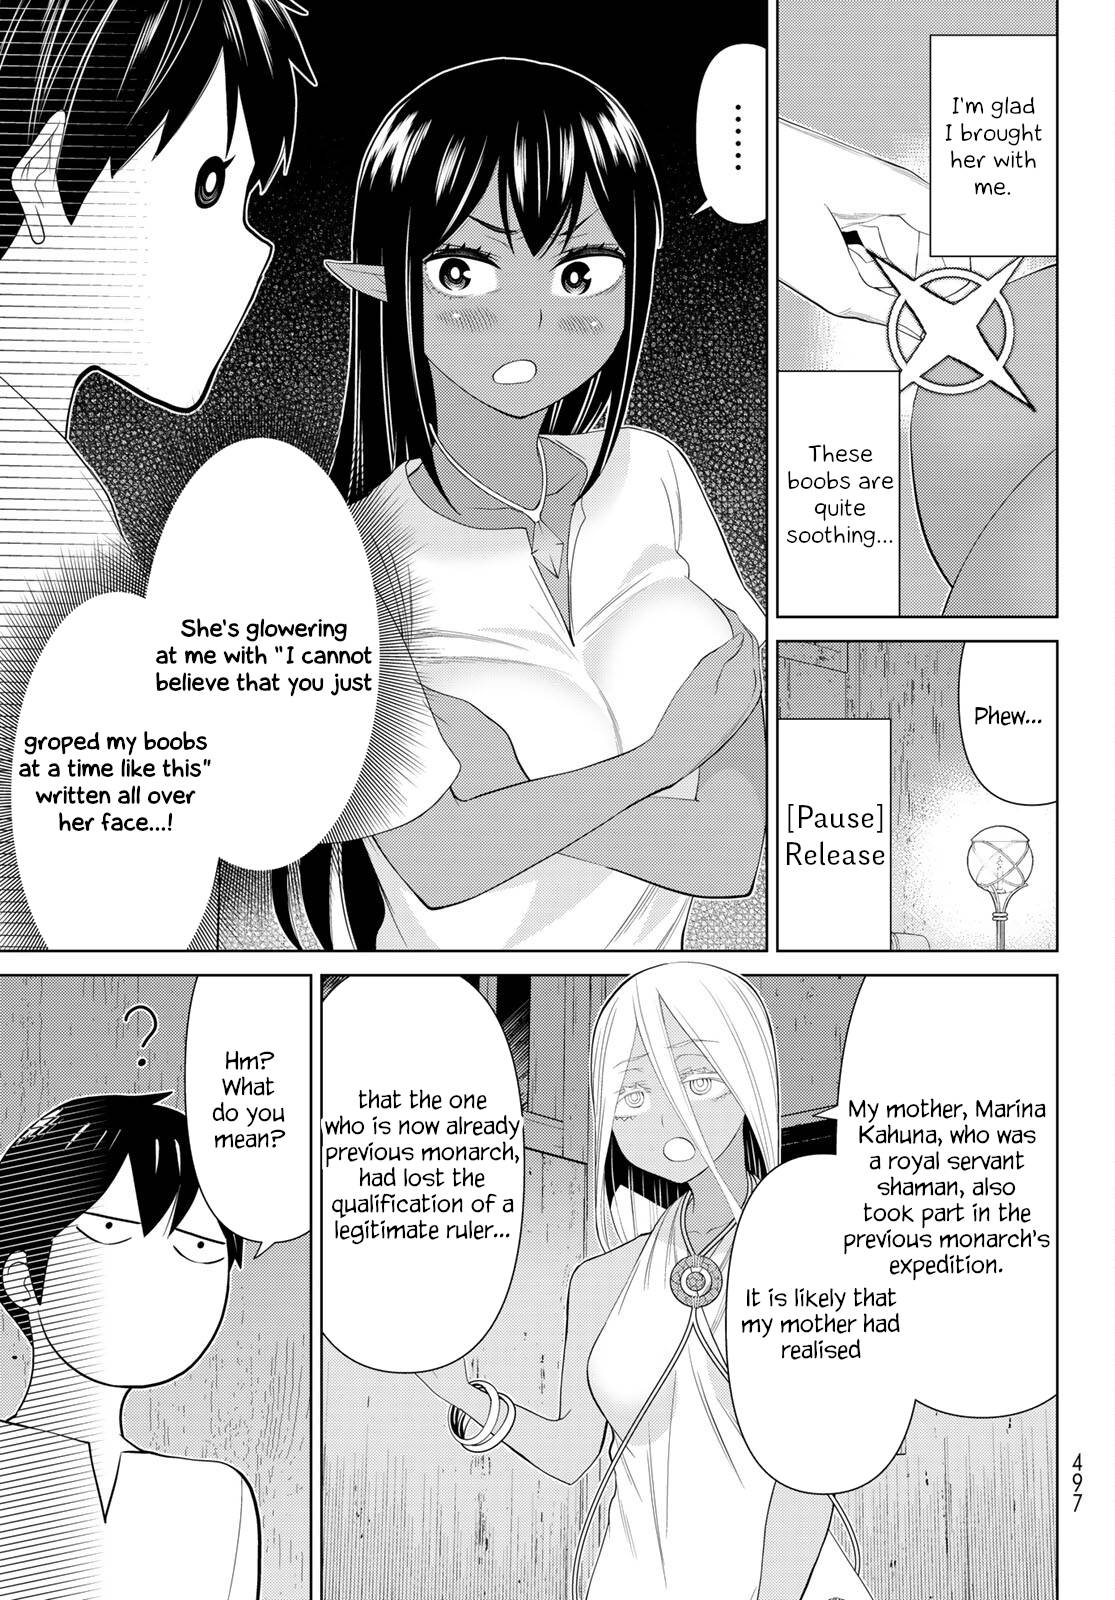 I'm glad
I brought
her with
me.
These
boobs are
quite
soothing...
.......
She's glowering
at me with "I cannot
believe that you just
groped my boobs
at a time like this"
written all over
her face...!
Phew...
[Pause]
Release
My mother, Marina
Kahuna, who was
a royal servant
shaman, also
took part in the
previous monarch's
expedition.
It is likely that
my mother had
realised
that the one
who is now already
previous monarch,
had lost the
qualification of a
legitimate ruler...
Hm?
What
do you
mean?
?
497